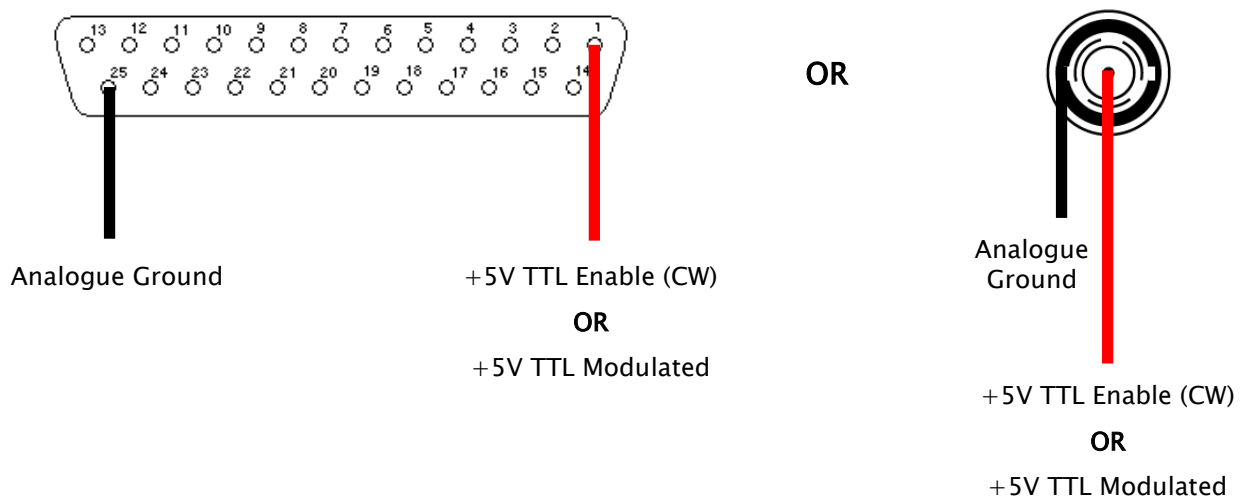 13 12 11 10 9 8 7 6 5 4 3 2 1
25 24 23 22 21 20 19 18 17 16 15 14
OR
Analogue Ground
+5V TTL Enable (CW)
OR
+5V TTL Modulated
Analogue
Ground
+5V TTL Enable (CW)
OR
+5V TTL Modulated